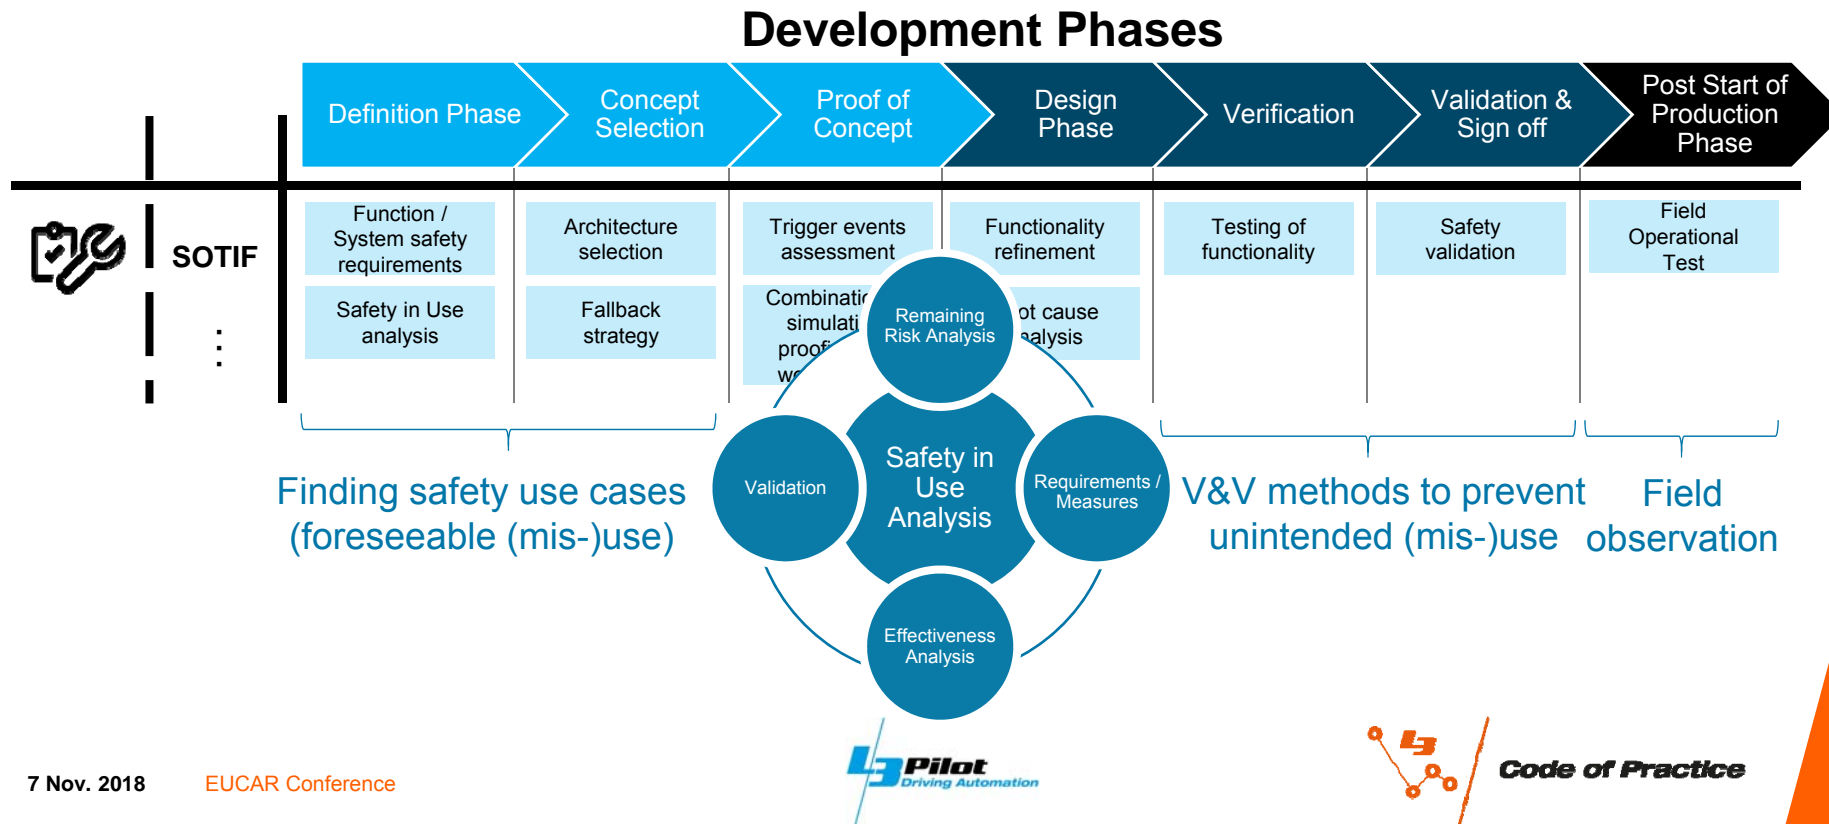 Development Phases
Definition Phase
Concept
Selection
Proof of
Concept
Design
Phase
Verification
Validation &
Sign off
Post Start of
Production
Phase
SOTIF
Function /
System safety
requirements
Safety in Use
analysis
Architecture
selection
Fallback
strategy
Trigger events
assessment
Functionality
refinement
cause
Testing of
functionality
Safety
validation
Field
Operational
Test
Remaining
Risk Analysis
Validation
Safety in
Use
Analysis
Requirements /
Measures
Effectiveness
Analysis
Finding safety use cases
(foreseeable (mis-)use)
V&V methods to prevent
unintended (mis-)use
Field
observation
7 Nov. 2018
EUCAR Conference
L3 Pilot
Driving Automation
L3
Code of Practice